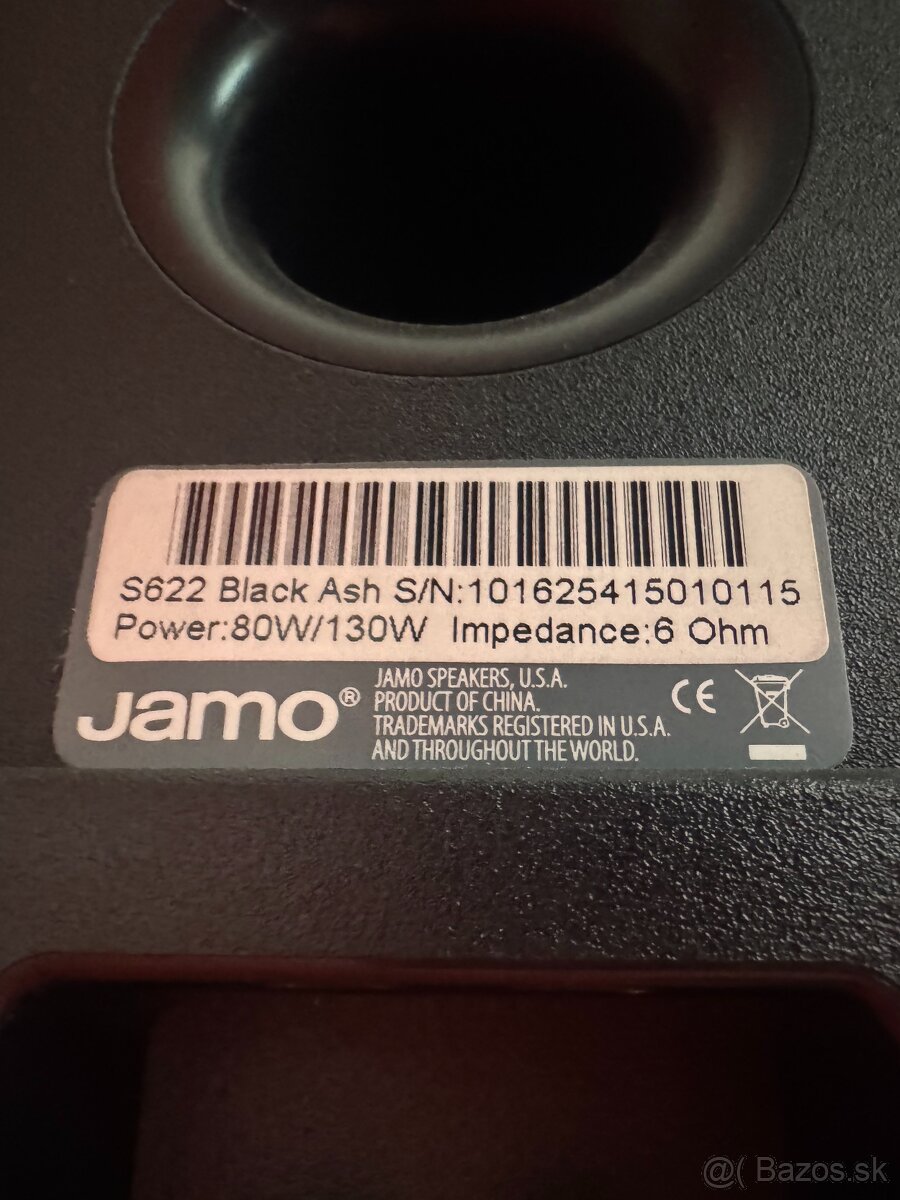 S622 Black Ash S/N:101625415010115
Power:80W/130W Impedance:6 Ohm
Jamo®
JAMO SPEAKERS, U.S.A.
PRODUCT OF CHINA.
TRADEMARKS REGISTERED IN U.S.A.
AND THROUGHOUT THE WORLD.
CE
@( Bazos.sk